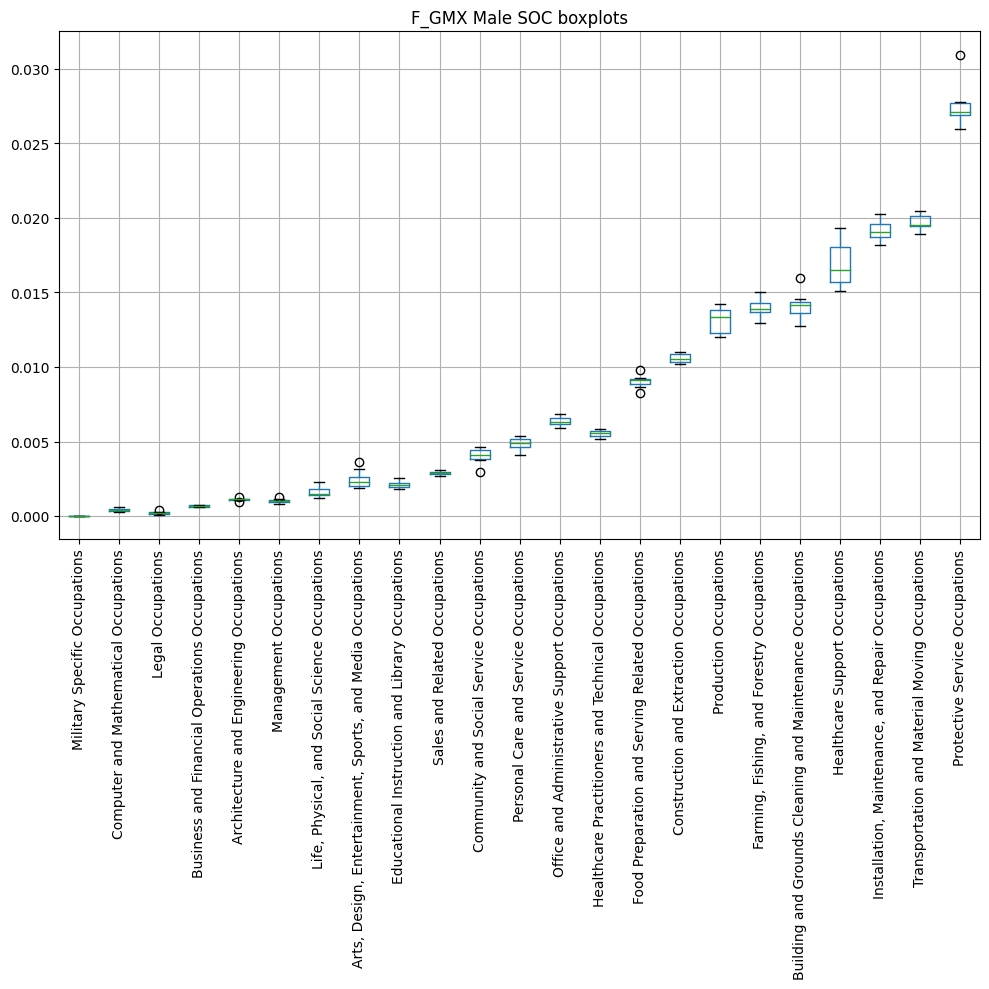 F_GMX Male SOC boxplots
0.030
0.025
0.020
0.015
0.010
0.005
0.000
Military Specific Occupations
Computer and Mathematical Occupations
Legal Occupations
Business and Financial Operations Occupations
Architecture and Engineering Occupations
Management Occupations
Life, Physical, and Social Science Occupations
Arts, Design, Entertainment, Sports, and Media Occupations
Educational Instruction and Library Occupations
Sales and Related Occupations
Community and Social Service Occupations
Personal Care and Service Occupations
Office and Administrative Support Occupations
Healthcare Practitioners and Technical Occupations
Food Preparation and Serving Related Occupations
Construction and Extraction Occupations
Production Occupations
Farming, Fishing, and Forestry Occupations
Building and Grounds Cleaning and Maintenance Occupations
Healthcare Support Occupations
Installation, Maintenance, and Repair Occupations
Transportation and Material Moving Occupations
Protective Service Occupations